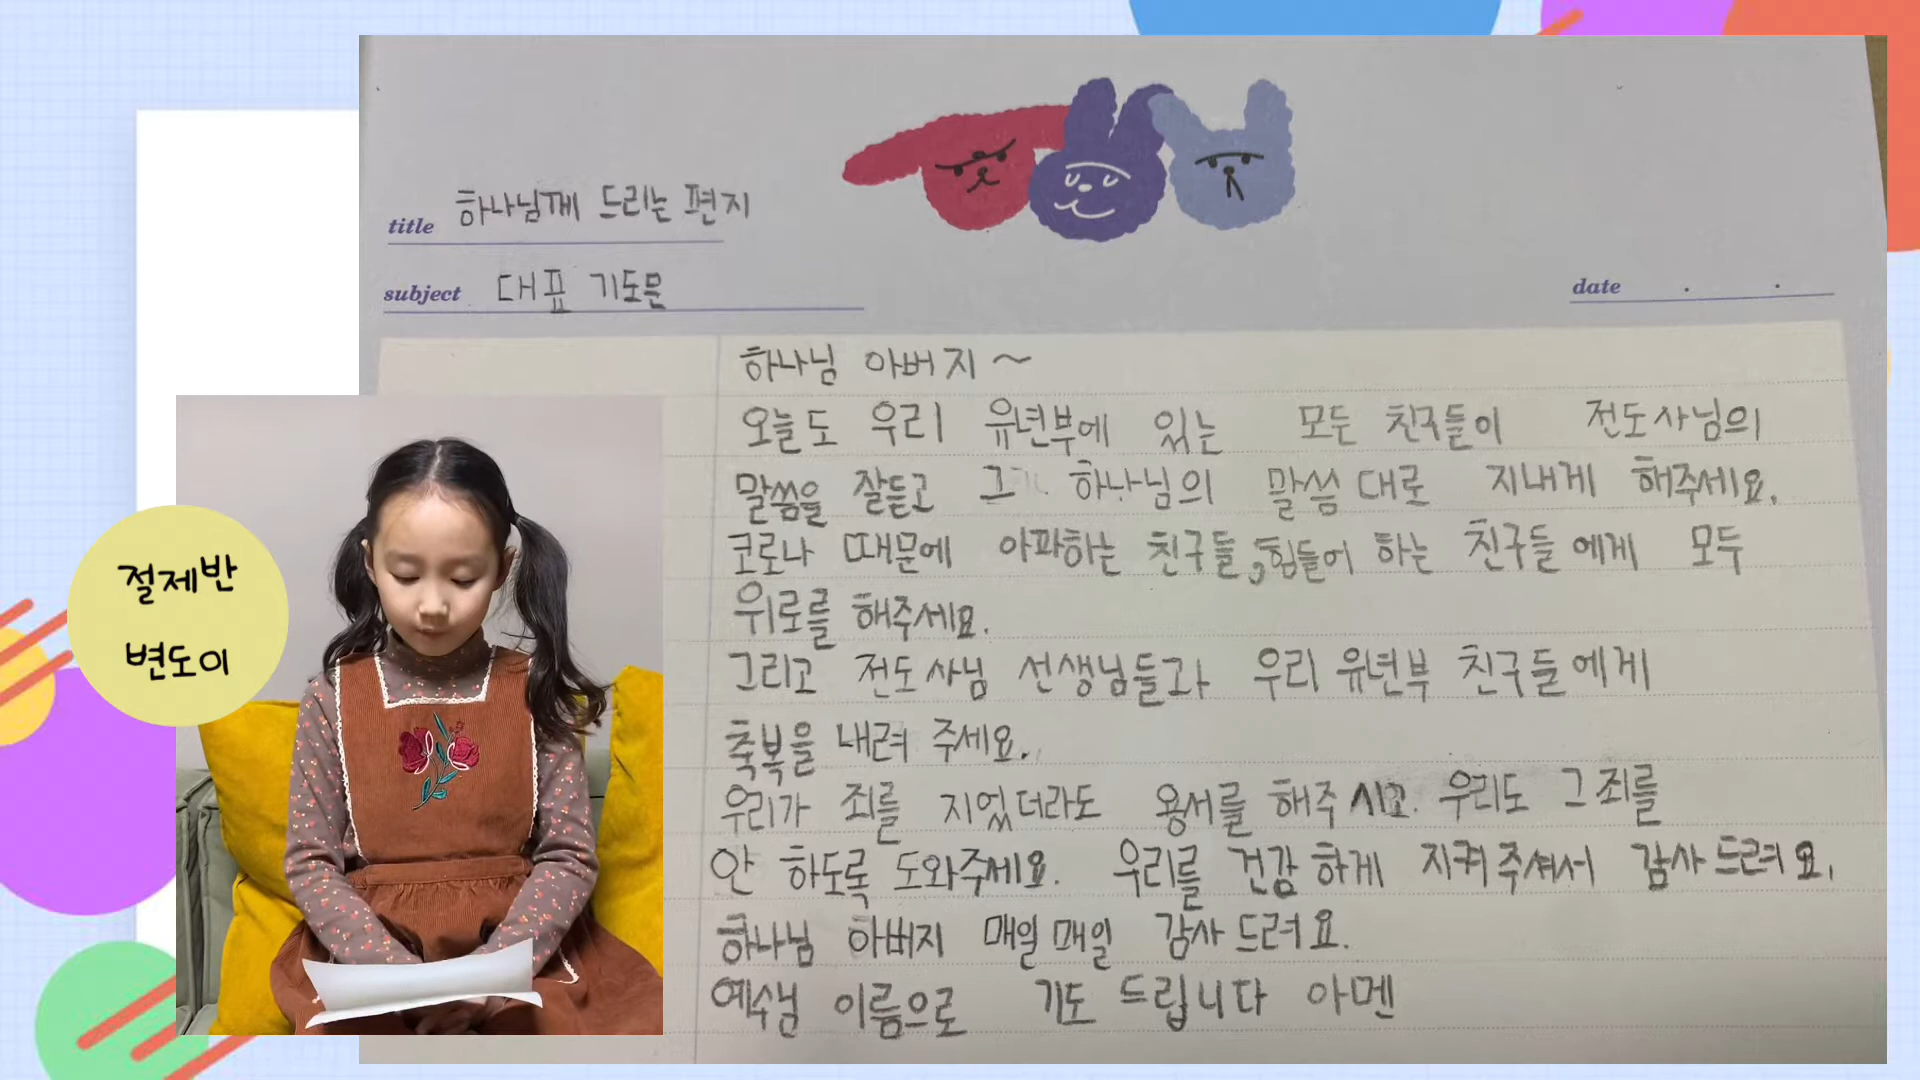 title 하나님께 드리는 편지
subject 대표 기도문
date . .
하나님 아버지~
오늘도 우리 유년부에 있는 모든 친구들이 전도사님의
말씀을 잘듣고 그 하나님의 말씀 대로 지내게 해주세요.
코로나 때문에 아파하는 친구들, 힘들어 하는 친구들에게 모두
위로를 해주세요.
그리고 전도사님 선생님들과 우리 유년부 친구들에게
축복을 내려 주세요.
우리가 죄를 지었더라도 용서를 해주시고. 우리도 그 죄를
안 하도록 도와주세요. 우리를 건강하게 지켜주셔서 감사드려요.
하나님 아버지 매일매일 감사드려요.
예수님 이름으로 기도 드립니다 아멘
절제반
변도이